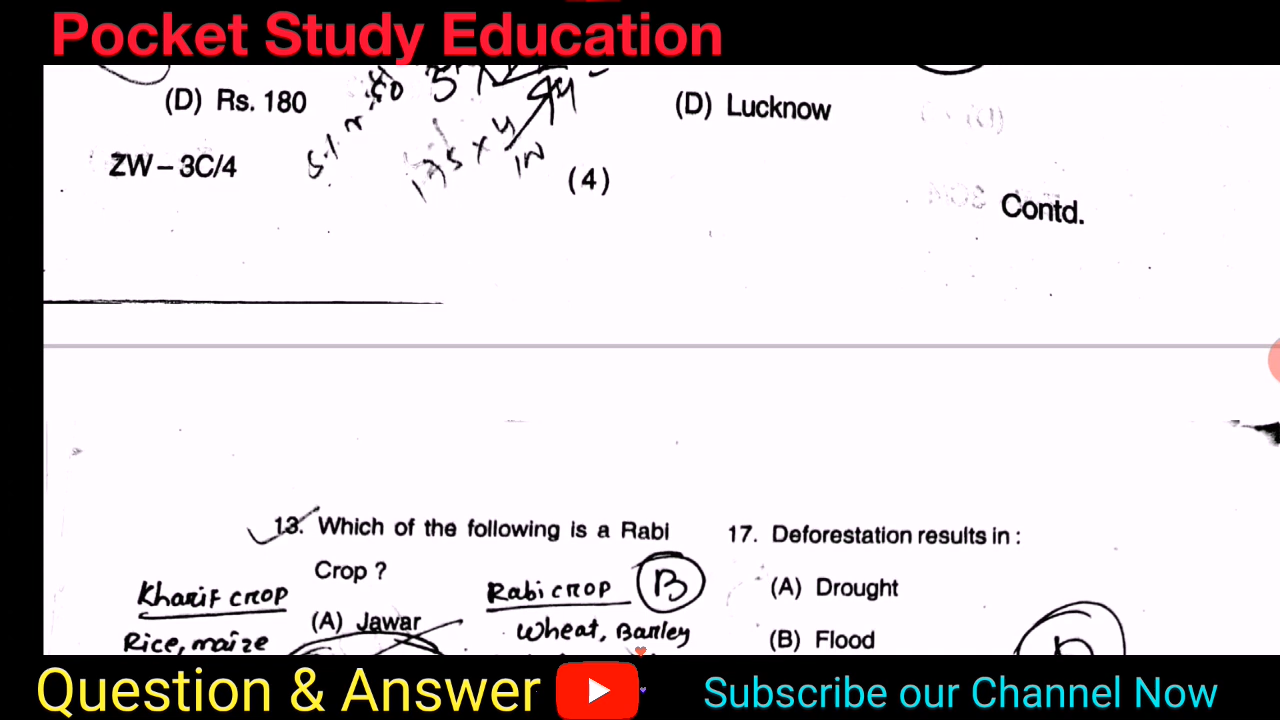 Pocket Study Education
(D) Rs. 180
(D) Lucknow
ZW – 3C/4
175 x 4
(4)
Contd.
13. Which of the following is a Rabi
Crop ?
Kharif crop
Rabi crop
B
(A) Jawar
Rice, maize
Wheat, Barley
17. Deforestation results in :
(A) Drought
(B) Flood
Question & Answer
Subscribe our Channel Now